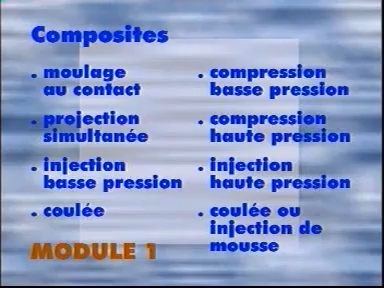 Composites
. moulage
au contact
. projection
simultanée
. injection
basse pression
. coulée
. compression
basse pression
. compression
haute pression
. injection
haute pression
. coulée ou
injection de
mousse
MODULE 1